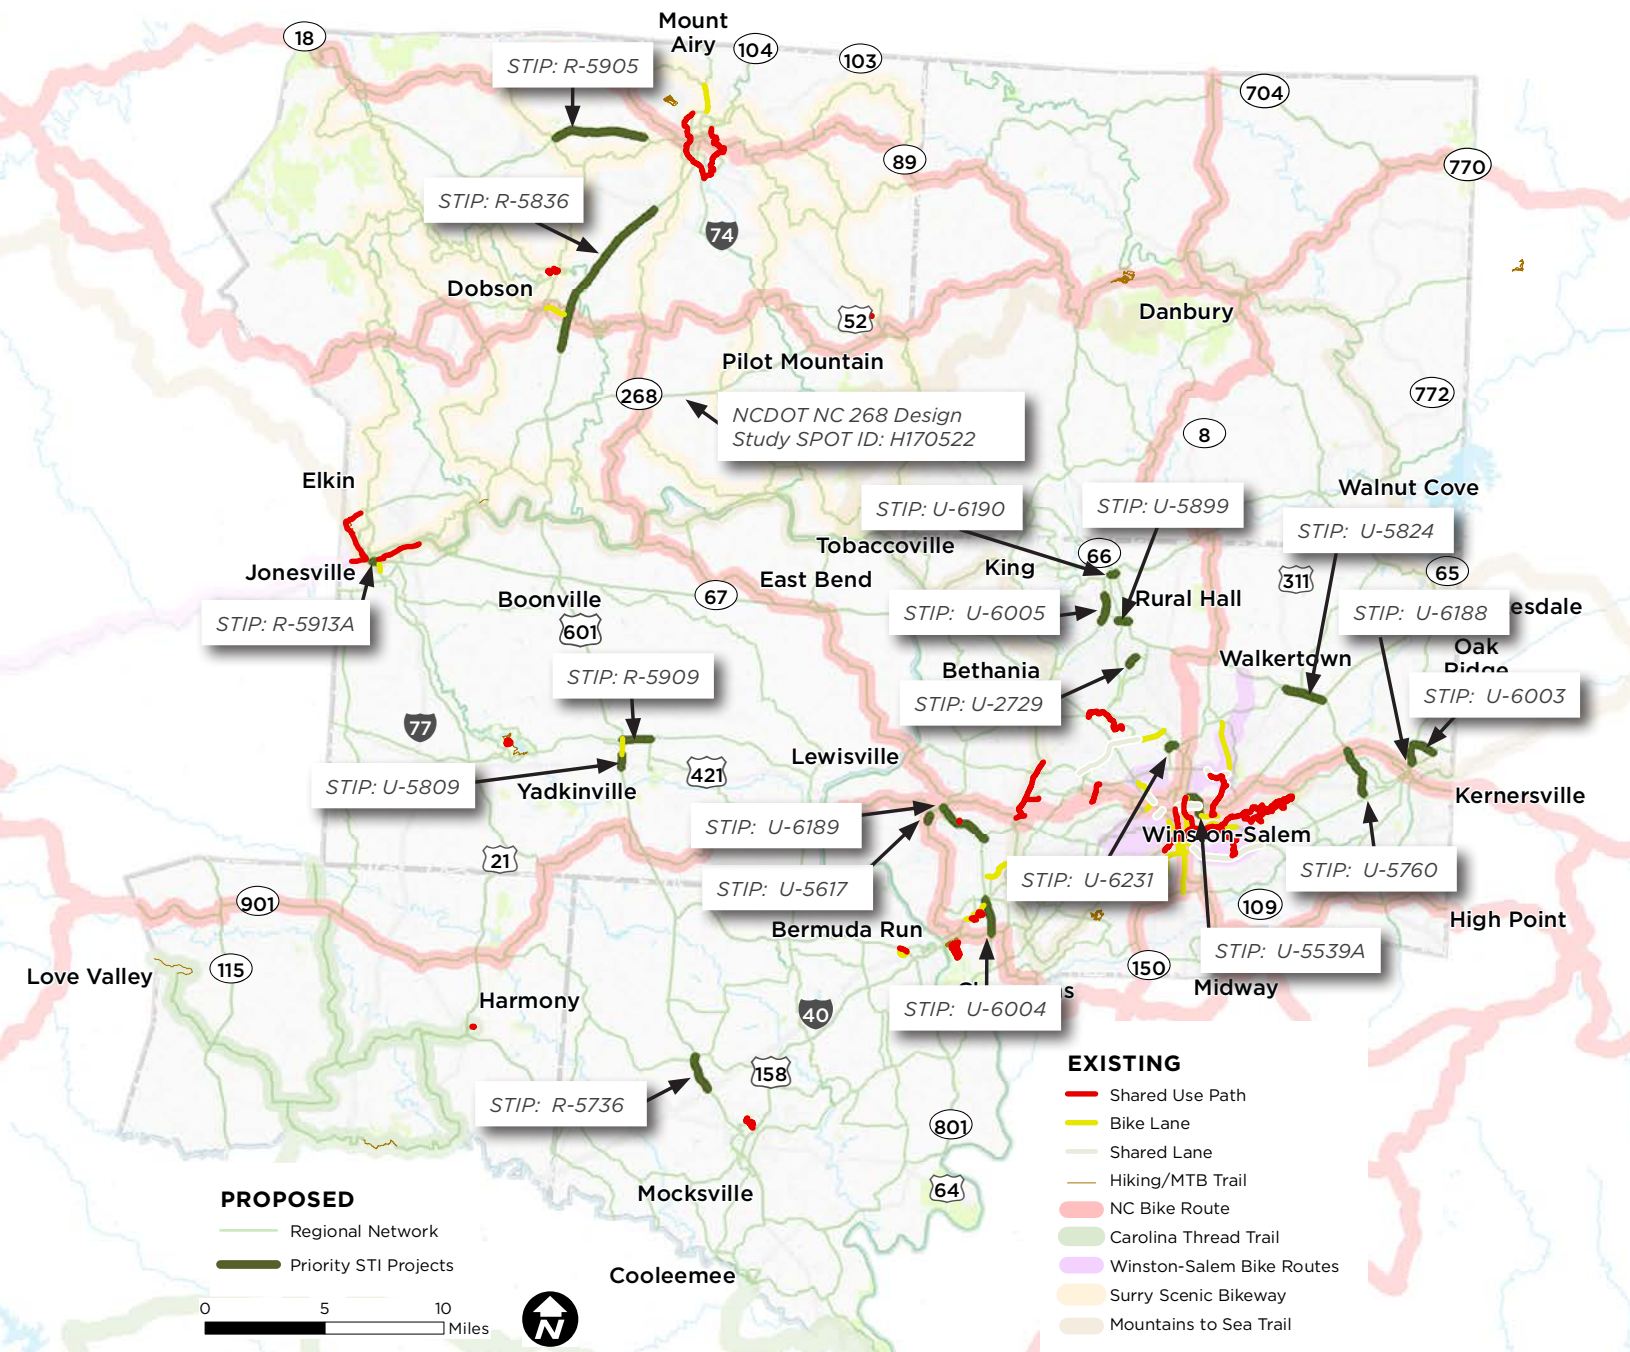 Mount
Airy
18
104
103
STIP: R-5905
704
89
770
STIP: R-5836
74
Dobson
Danbury
52
Pilot Mountain
268
772
NCDOT NC 268 Design
Study SPOT ID: H170522
8
Elkin
Walnut Cove
STIP: U-6190
STIP: U-5899
STIP: U-5824
Tobaccoville
66
King
East Bend
65
311
Jonesville
67
Boonville
Rural Hall
STIP: U-6005
STIP: U-6188
esdale
STIP: R-5913A
601
Oak
Ridge
Walkertown
Bethania
STIP: R-5909
STIP: U-2729
STIP: U-6003
77
Lewisville
421
STIP: U-5809
Yadkinville
Kernersville
STIP: U-6189
Winston-Salem
21
STIP: U-5617
STIP: U-6231
STIP: U-5760
901
109
High Point
Bermuda Run
STIP: U-5539A
115
Love Valley
150
Midway
Harmony
s
STIP: U-6004
40
158
STIP: R-5736
801
64
Mocksville
Cooleemee
PROPOSED
Regional Network
Priority STI Projects
0 5 10
Miles
N
EXISTING
Shared Use Path
Bike Lane
Shared Lane
Hiking/MTB Trail
NC Bike Route
Carolina Thread Trail
Winston-Salem Bike Routes
Surry Scenic Bikeway
Mountains to Sea Trail